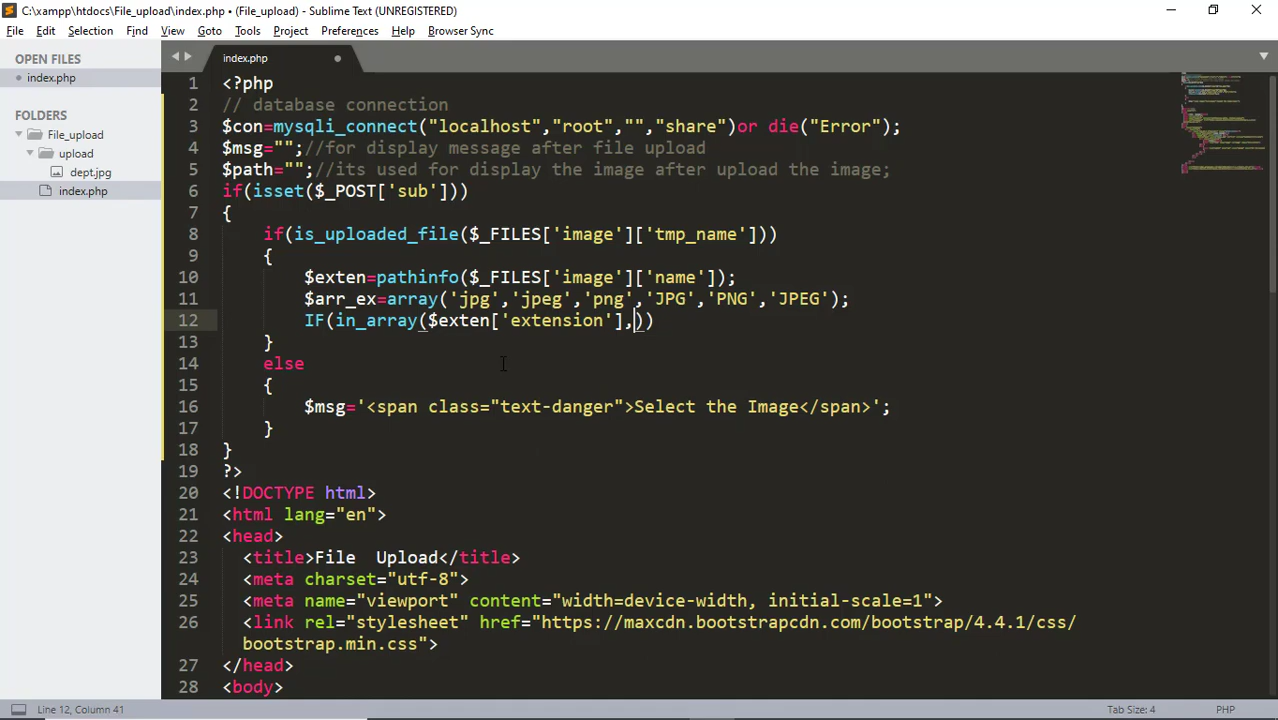 C:\xampp\htdocs\File_upload\index.php • (File_upload) - Sublime Text (UNREGISTERED)
File Edit Selection Find View Goto Tools Project Preferences Help Browser Sync
OPEN FILES
index.php
FOLDERS
File_upload
upload
dept.jpg
index.php
index.php
1 <?php
2 // database connection
3 $con=mysqli_connect("localhost","root","","share")or die("Error");
4 $msg="";//for display message after file upload
5 $path="";//its used for display the image after upload the image;
6 if(isset($_POST['sub']))
7 {
8 if(is_uploaded_file($_FILES['image']['tmp_name']))
9 {
10 $exten=pathinfo($_FILES['image']['name']);
11 $arr_ex=array('jpg','jpeg','png','JPG','PNG','JPEG');
12 IF(in_array($exten['extension'],))
13 }
14 else
15 {
16 $msg='<span class="text-danger">Select the Image</span>';
17 }
18 }
19 ?>
20 <!DOCTYPE html>
21 <html lang="en">
22 <head>
23 <title>File  Upload</title>
24 <meta charset="utf-8">
25 <meta name="viewport" content="width=device-width, initial-scale=1">
26 <link rel="stylesheet" href="https://maxcdn.bootstrapcdn.com/bootstrap/4.4.1/css/
bootstrap.min.css">
27 </head>
28 <body>
Line 12, Column 41
Tab Size: 4
PHP